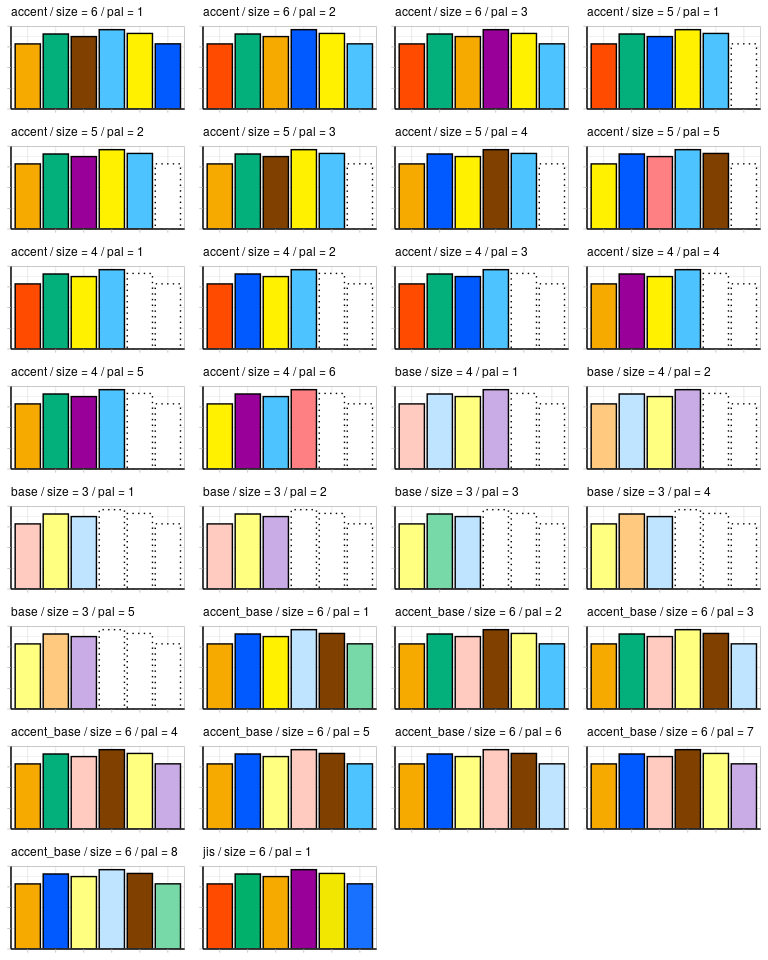 accent / size = 6 / pal = 1
accent / size = 6 / pal = 2
accent / size = 6 / pal = 3
accent / size = 5 / pal = 1
accent / size = 5 / pal = 2
accent / size = 5 / pal = 3
accent / size = 5 / pal = 4
accent / size = 5 / pal = 5
accent / size = 4 / pal = 1
accent / size = 4 / pal = 2
accent / size = 4 / pal = 3
accent / size = 4 / pal = 4
accent / size = 4 / pal = 5
accent / size = 4 / pal = 6
base / size = 4 / pal = 1
base / size = 4 / pal = 2
base / size = 3 / pal = 1
base / size = 3 / pal = 2
base / size = 3 / pal = 3
base / size = 3 / pal = 4
base / size = 3 / pal = 5
accent_base / size = 6 / pal = 1
accent_base / size = 6 / pal = 2
accent_base / size = 6 / pal = 3
accent_base / size = 6 / pal = 4
accent_base / size = 6 / pal = 5
accent_base / size = 6 / pal = 6
accent_base / size = 6 / pal = 7
accent_base / size = 6 / pal = 8
jis / size = 6 / pal = 1